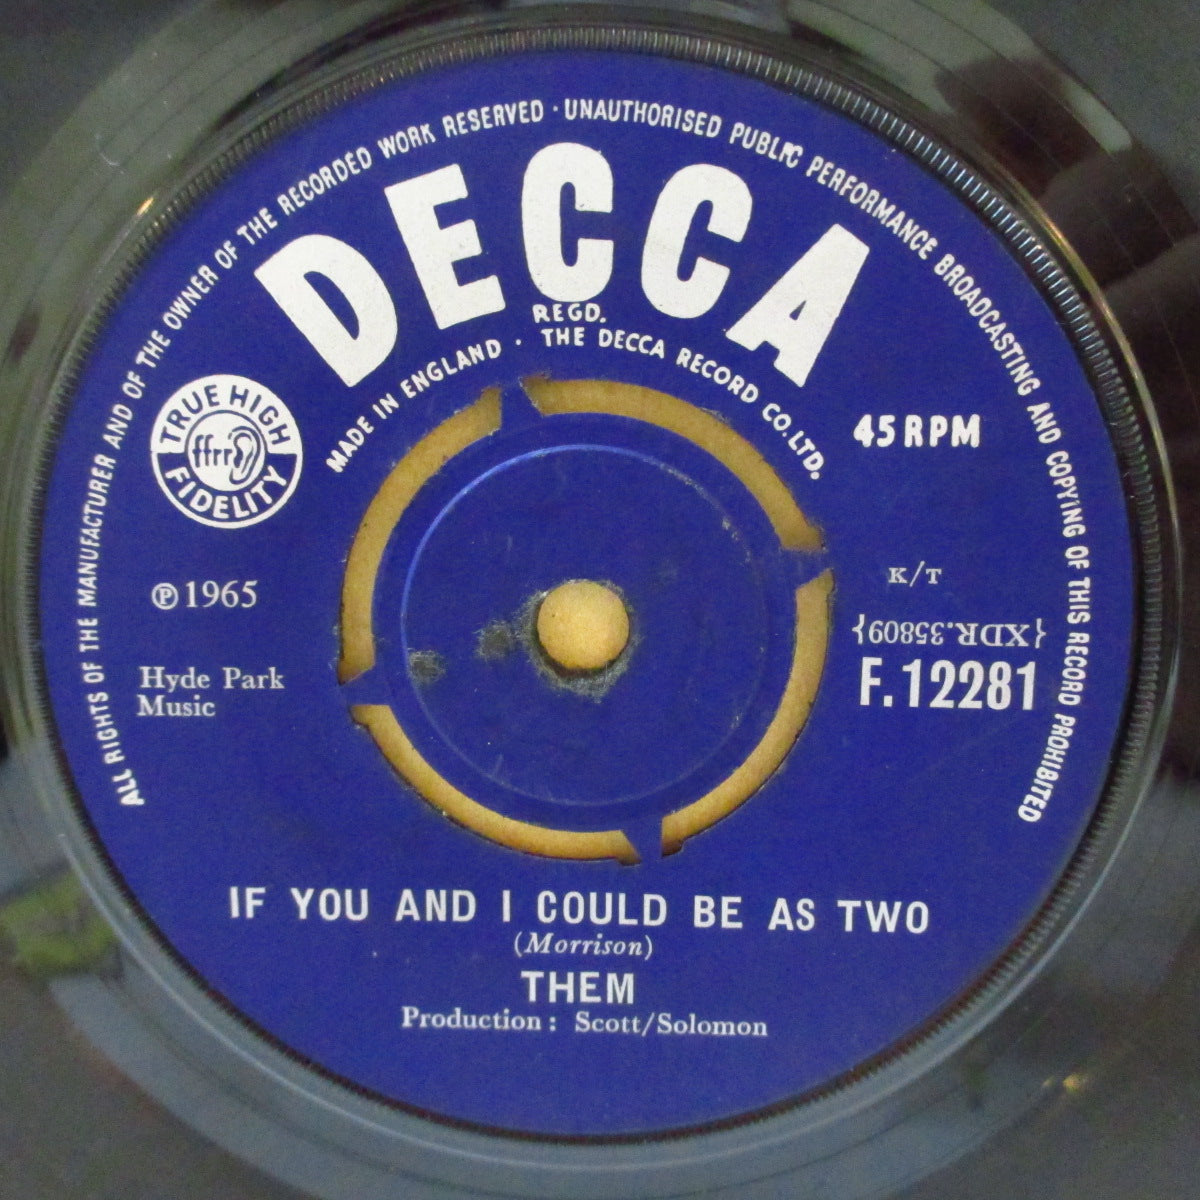 ALL RIGHTS OF THE MANUFACTURER AND OF THE OWNER OF THE RECORDED WORK RESERVED · UNAUTHORISED PUBLIC PERFORMANCE BROADCASTING AND COPYING OF THIS RECORD PROHIBITED
DECCA
REGD.
MADE IN ENGLAND · THE DECCA RECORD CO. LTD.
TRUE HIGH
ffrr
FIDELITY
45 RPM
℗ 1965
K/T
{XDR.35809}
F. 12281
Hyde Park
Music
IF YOU AND I COULD BE AS TWO
(Morrison)
THEM
Production : Scott/Solomon